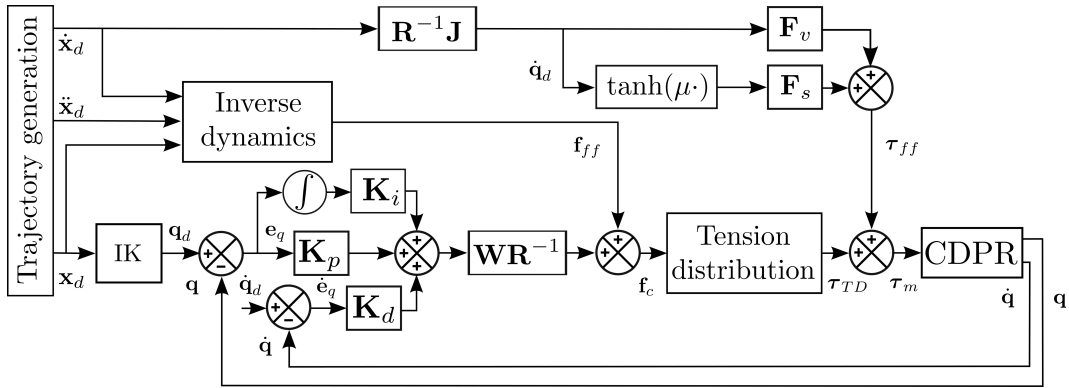 Trajectory generation
ẋ_d
R⁻¹J
F_v
q̇_d
tanh(μ·)
F_s
ẍ_d
Inverse
dynamics
f_ff
τ_ff
∫
K_i
x_d
IK
q_d
q
e_q
K_p
WR⁻¹
f_c
Tension
distribution
τ_TD
τ_m
CDPR
q̇_d
ė_q
K_d
q̇
q̇
q